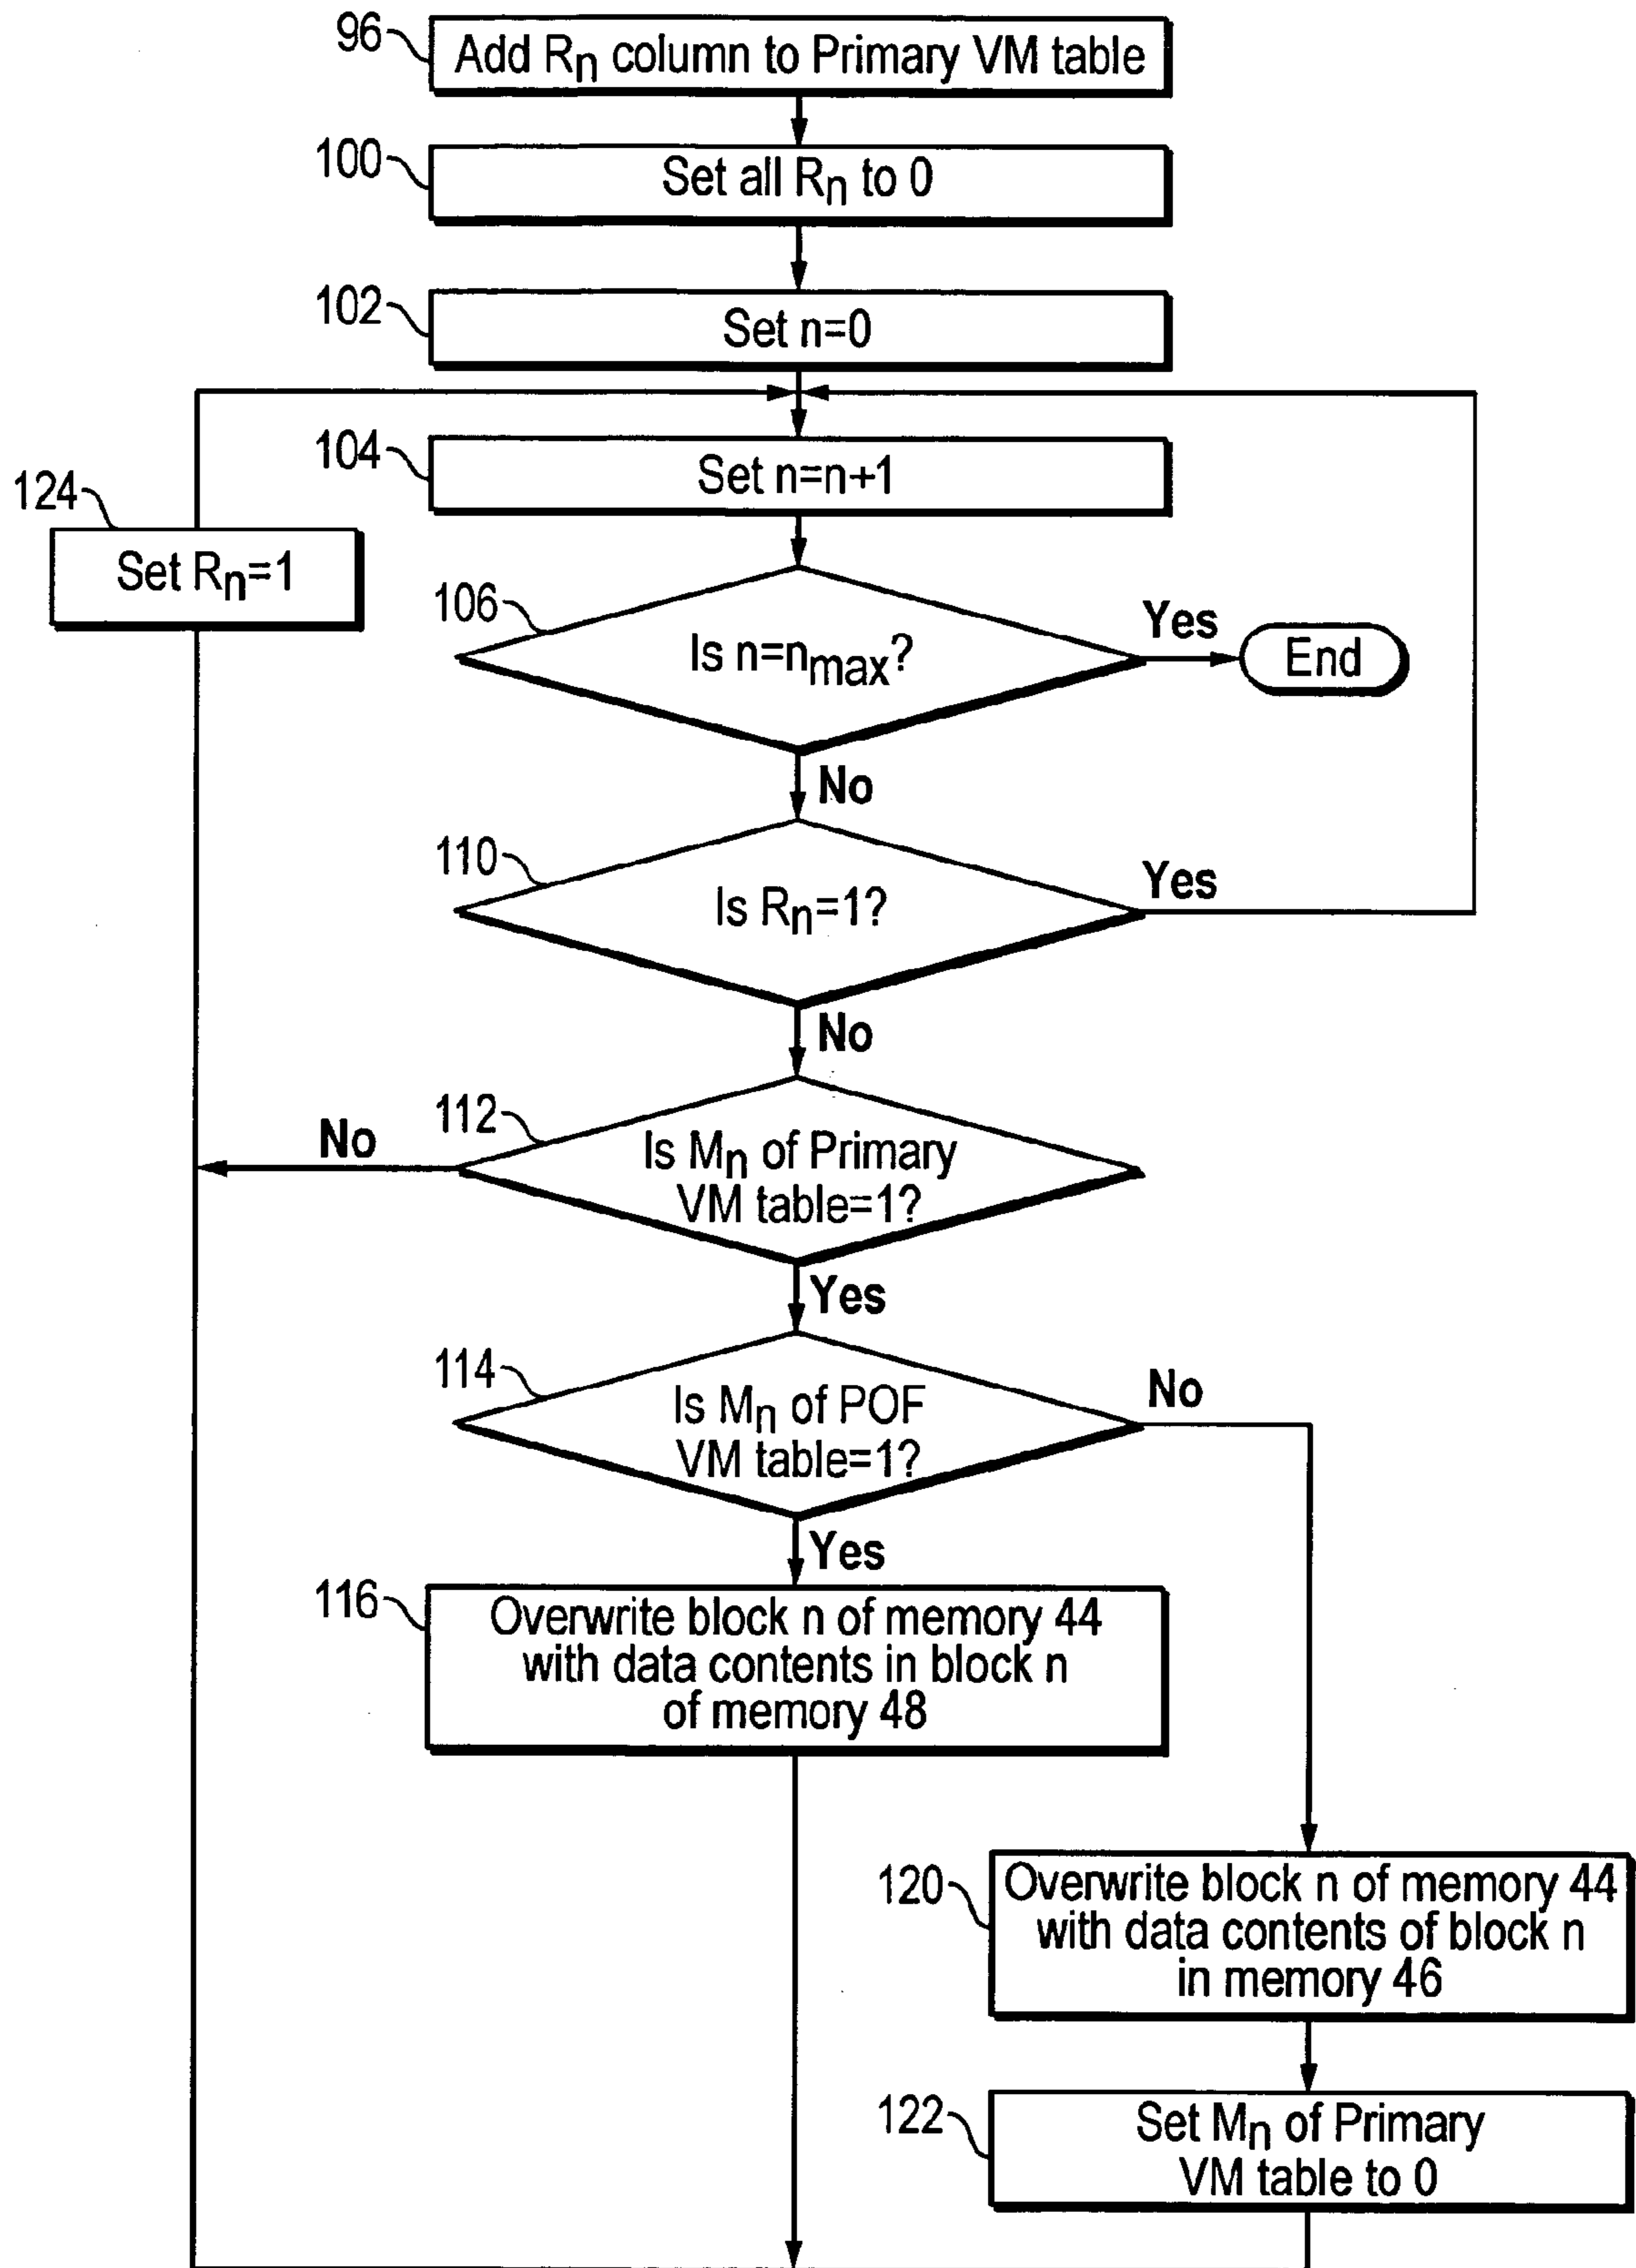 96
Add Rn column to Primary VM table
100
Set all Rn to 0
102
Set n=0
104
Set n=n+1
124
Set Rn=1
106
Is n=nmax?
Yes
End
No
110
Is Rn=1?
Yes
No
112
Is Mn of Primary
VM table=1?
No
Yes
114
Is Mn of POF
VM table=1?
No
Yes
116
Overwrite block n of memory 44
with data contents in block n
of memory 48
120
Overwrite block n of memory 44
with data contents of block n
in memory 46
122
Set Mn of Primary
VM table to 0